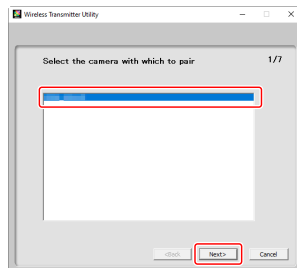 Wireless Transmitter Utility
Select the camera with which to pair 1/7
<Back Next> Cancel